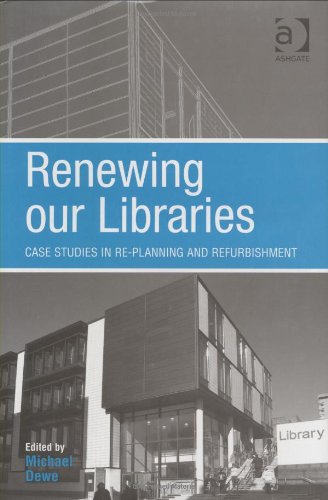 a
ASHGATE
Renewing
our Libraries
CASE STUDIES IN RE-PLANNING AND REFURBISHMENT
Edited by
Michael
Dewe
Library